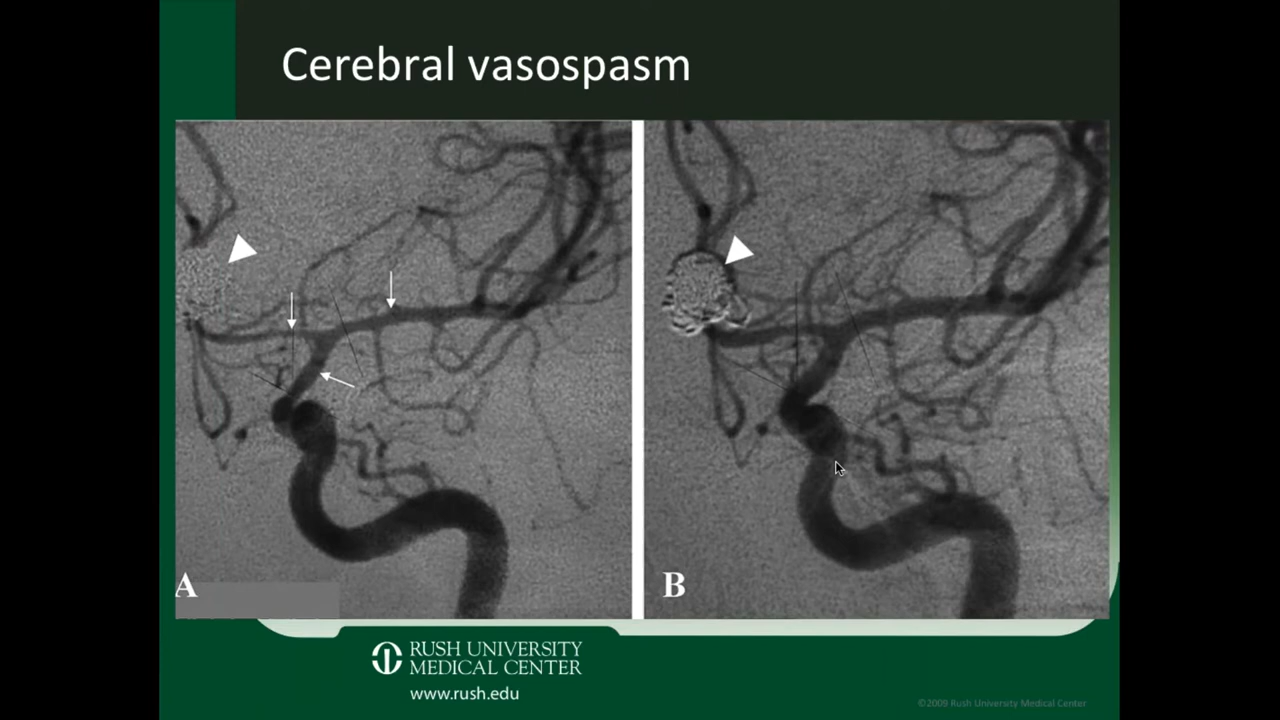 Cerebral vasospasm
A
B
RUSH UNIVERSITY
MEDICAL CENTER
www.rush.edu
©2009 Rush University Medical Center